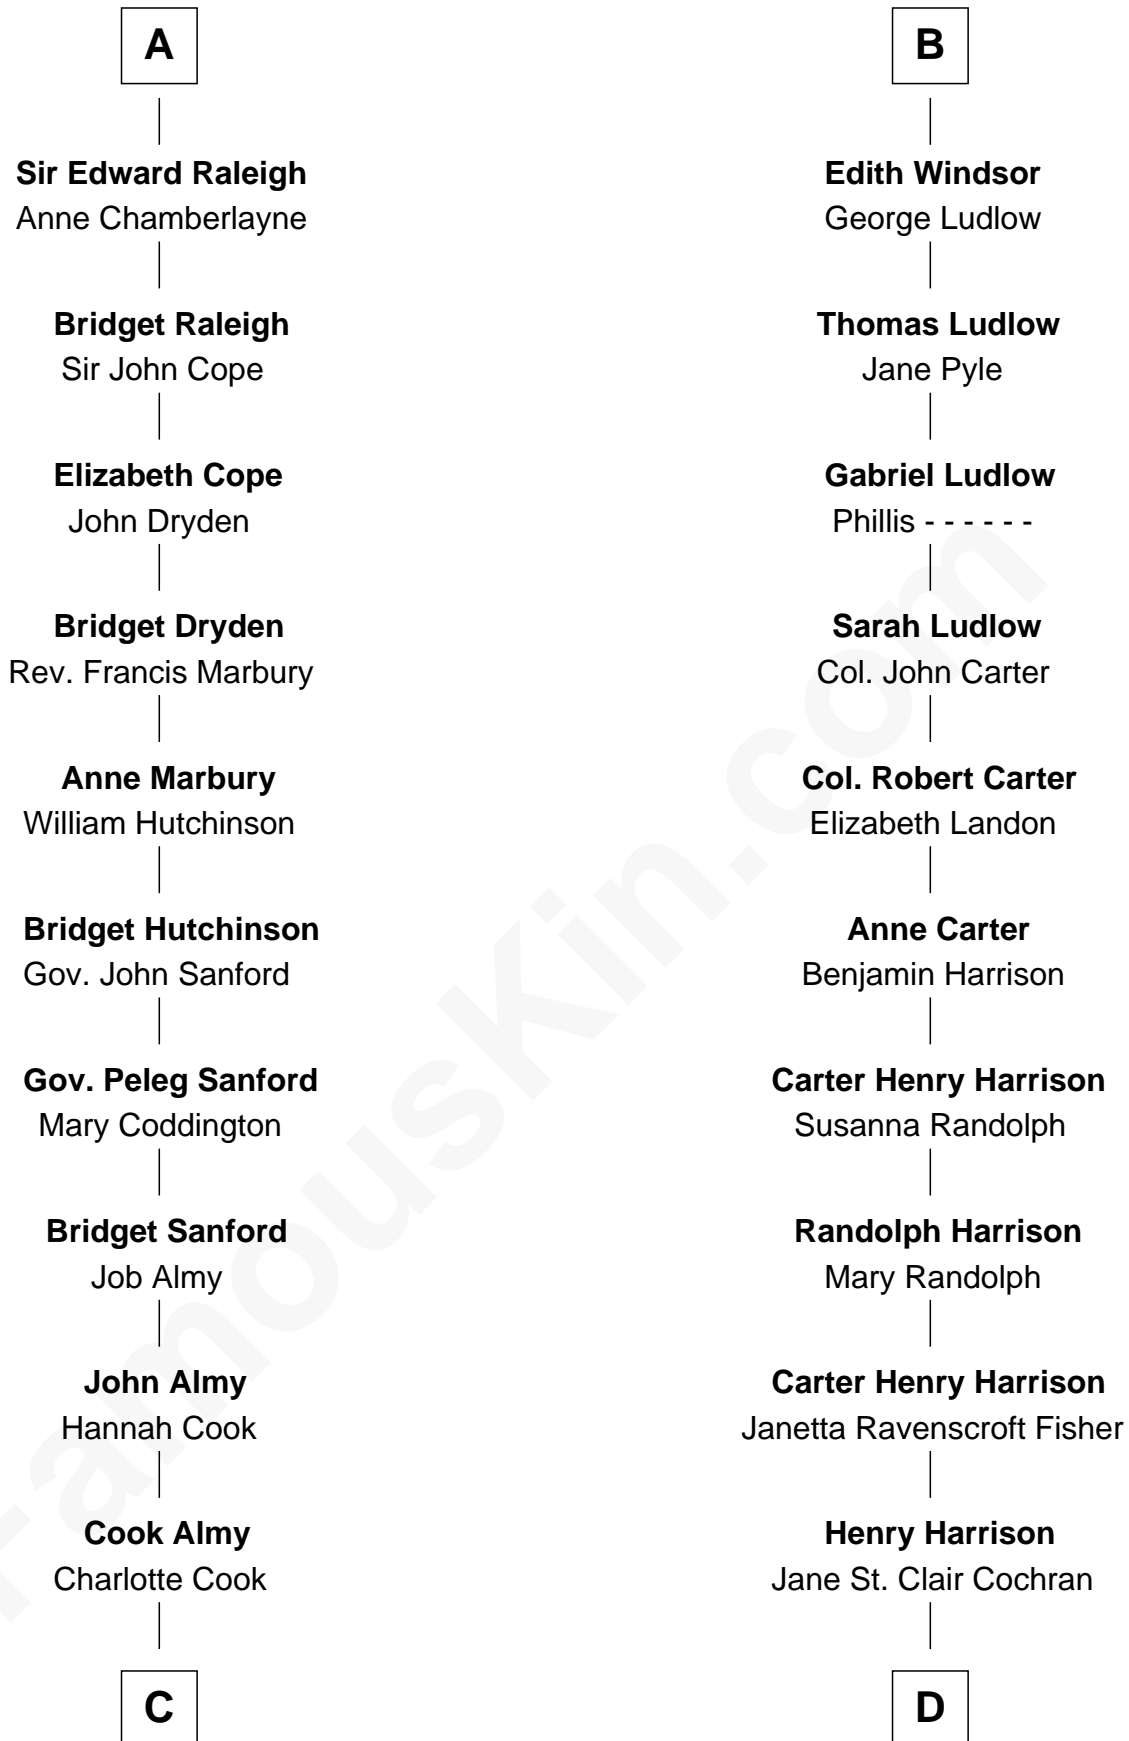 A
Sir Edward Raleigh
Anne Chamberlayne
Bridget Raleigh
Sir John Cope
Elizabeth Cope
John Dryden
Bridget Dryden
Rev. Francis Marbury
Anne Marbury
William Hutchinson
Bridget Hutchinson
Gov. John Sanford
Gov. Peleg Sanford
Mary Coddington
Bridget Sanford
Job Almy
John Almy
Hannah Cook
Cook Almy
Charlotte Cook
C
B
Edith Windsor
George Ludlow
Thomas Ludlow
Jane Pyle
Gabriel Ludlow
Phillis - - - - - -
Sarah Ludlow
Col. John Carter
Col. Robert Carter
Elizabeth Landon
Anne Carter
Benjamin Harrison
Carter Henry Harrison
Susanna Randolph
Randolph Harrison
Mary Randolph
Carter Henry Harrison
Janetta Ravenscroft Fisher
Henry Harrison
Jane St. Clair Cochran
D
FamousKin.com